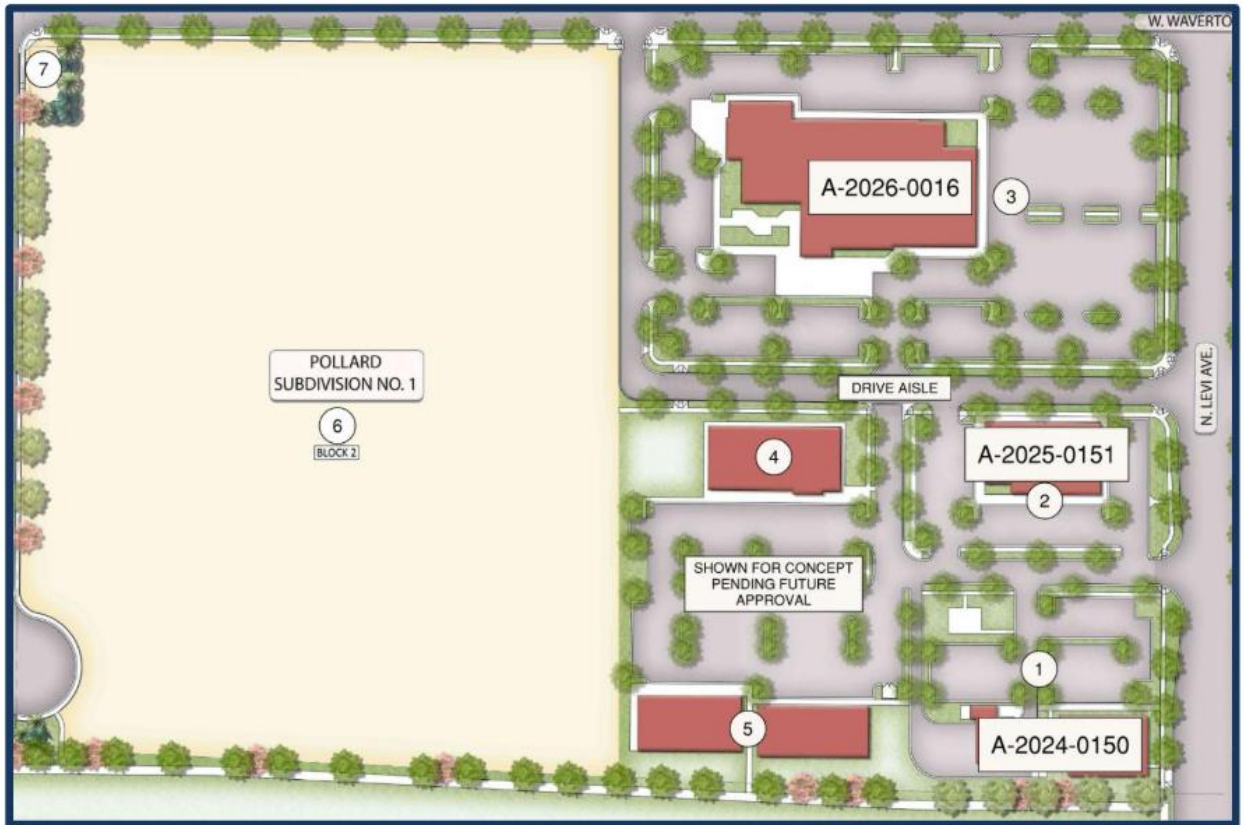 W. WAVERTO
7
A-2026-0016
3
POLLARD
SUBDIVISION NO. 1
6
BLOCK 2
DRIVE AISLE
N. LEVI AVE.
4
A-2025-0151
2
SHOWN FOR CONCEPT
PENDING FUTURE
APPROVAL
1
5
A-2024-0150